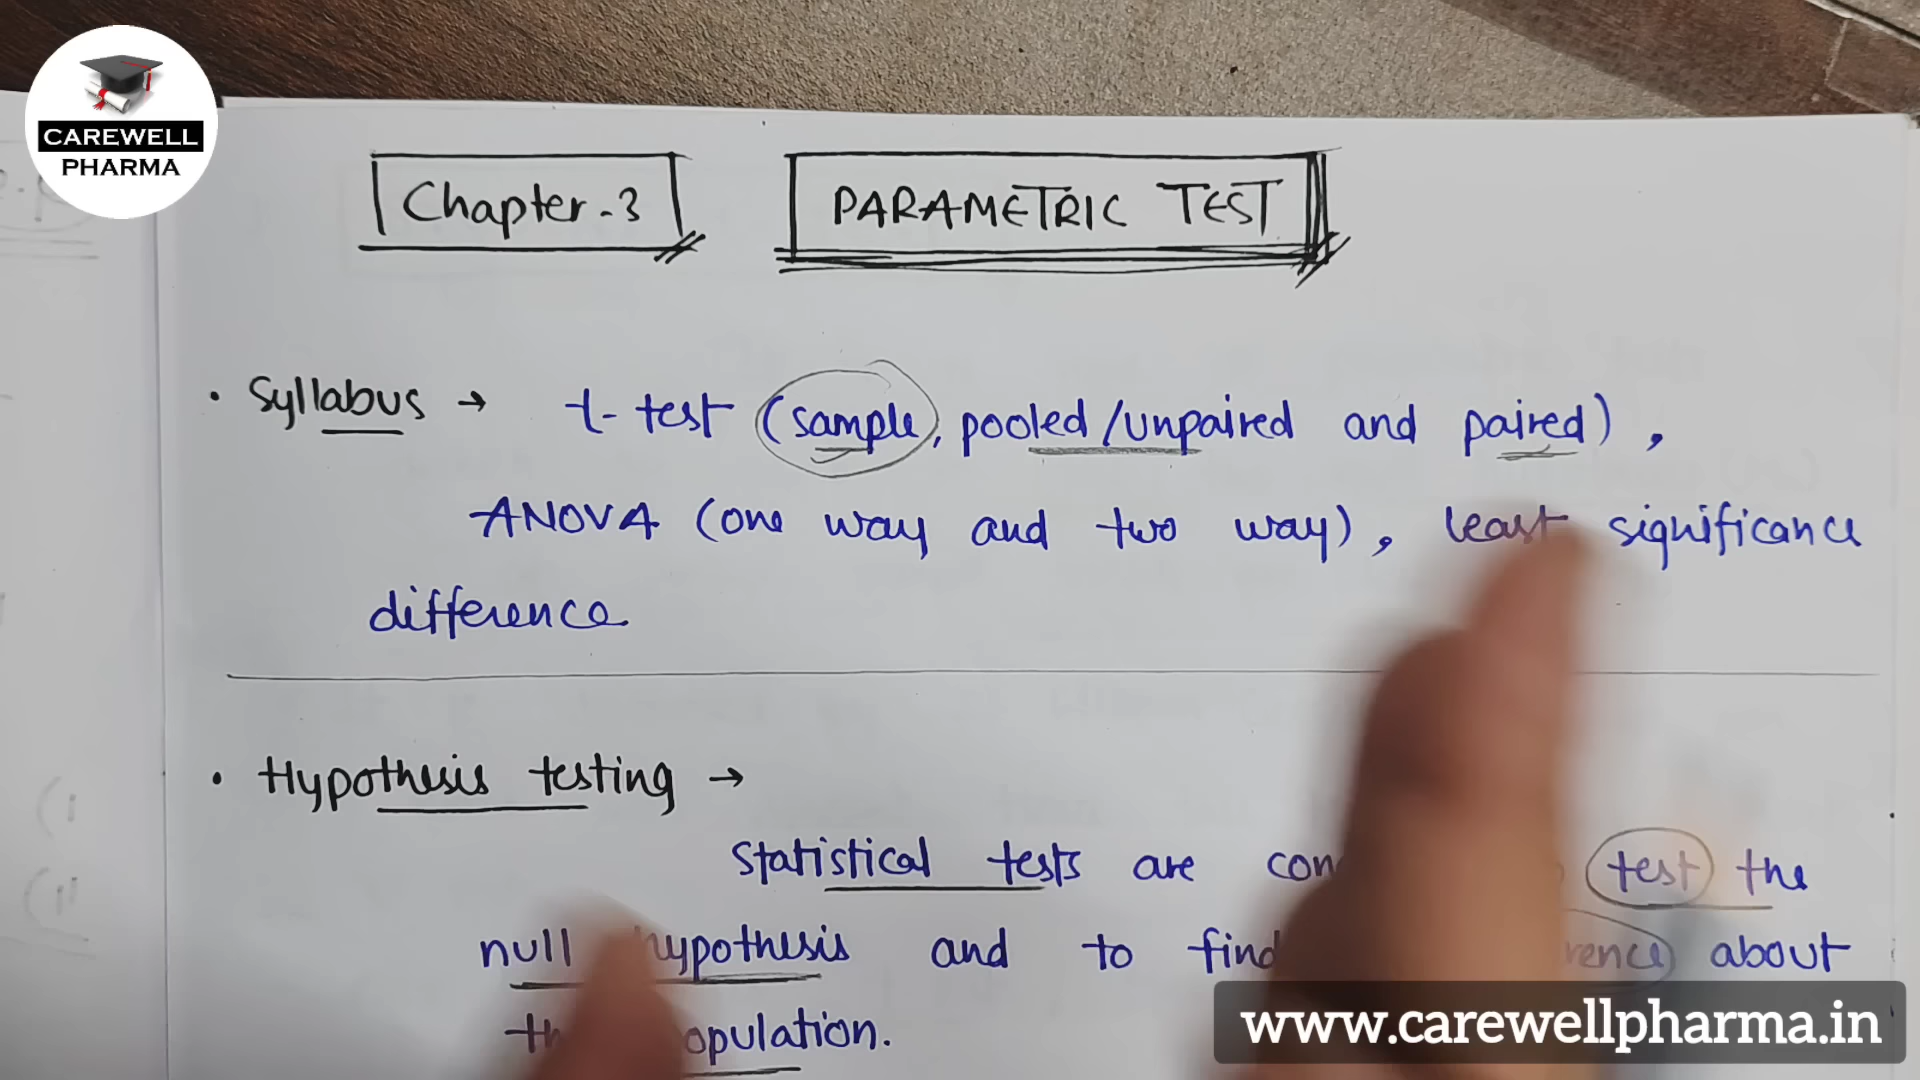 CAREWELL
PHARMA
Chapter-3 PARAMETRIC TEST
• Syllabus → t-test (sample, pooled/unpaired and paired),
ANOVA (one way and two way), least significance
difference
• Hypothesis testing →
Statistical tests are test the
null hypothesis and to find about
population.
www.carewellpharma.in